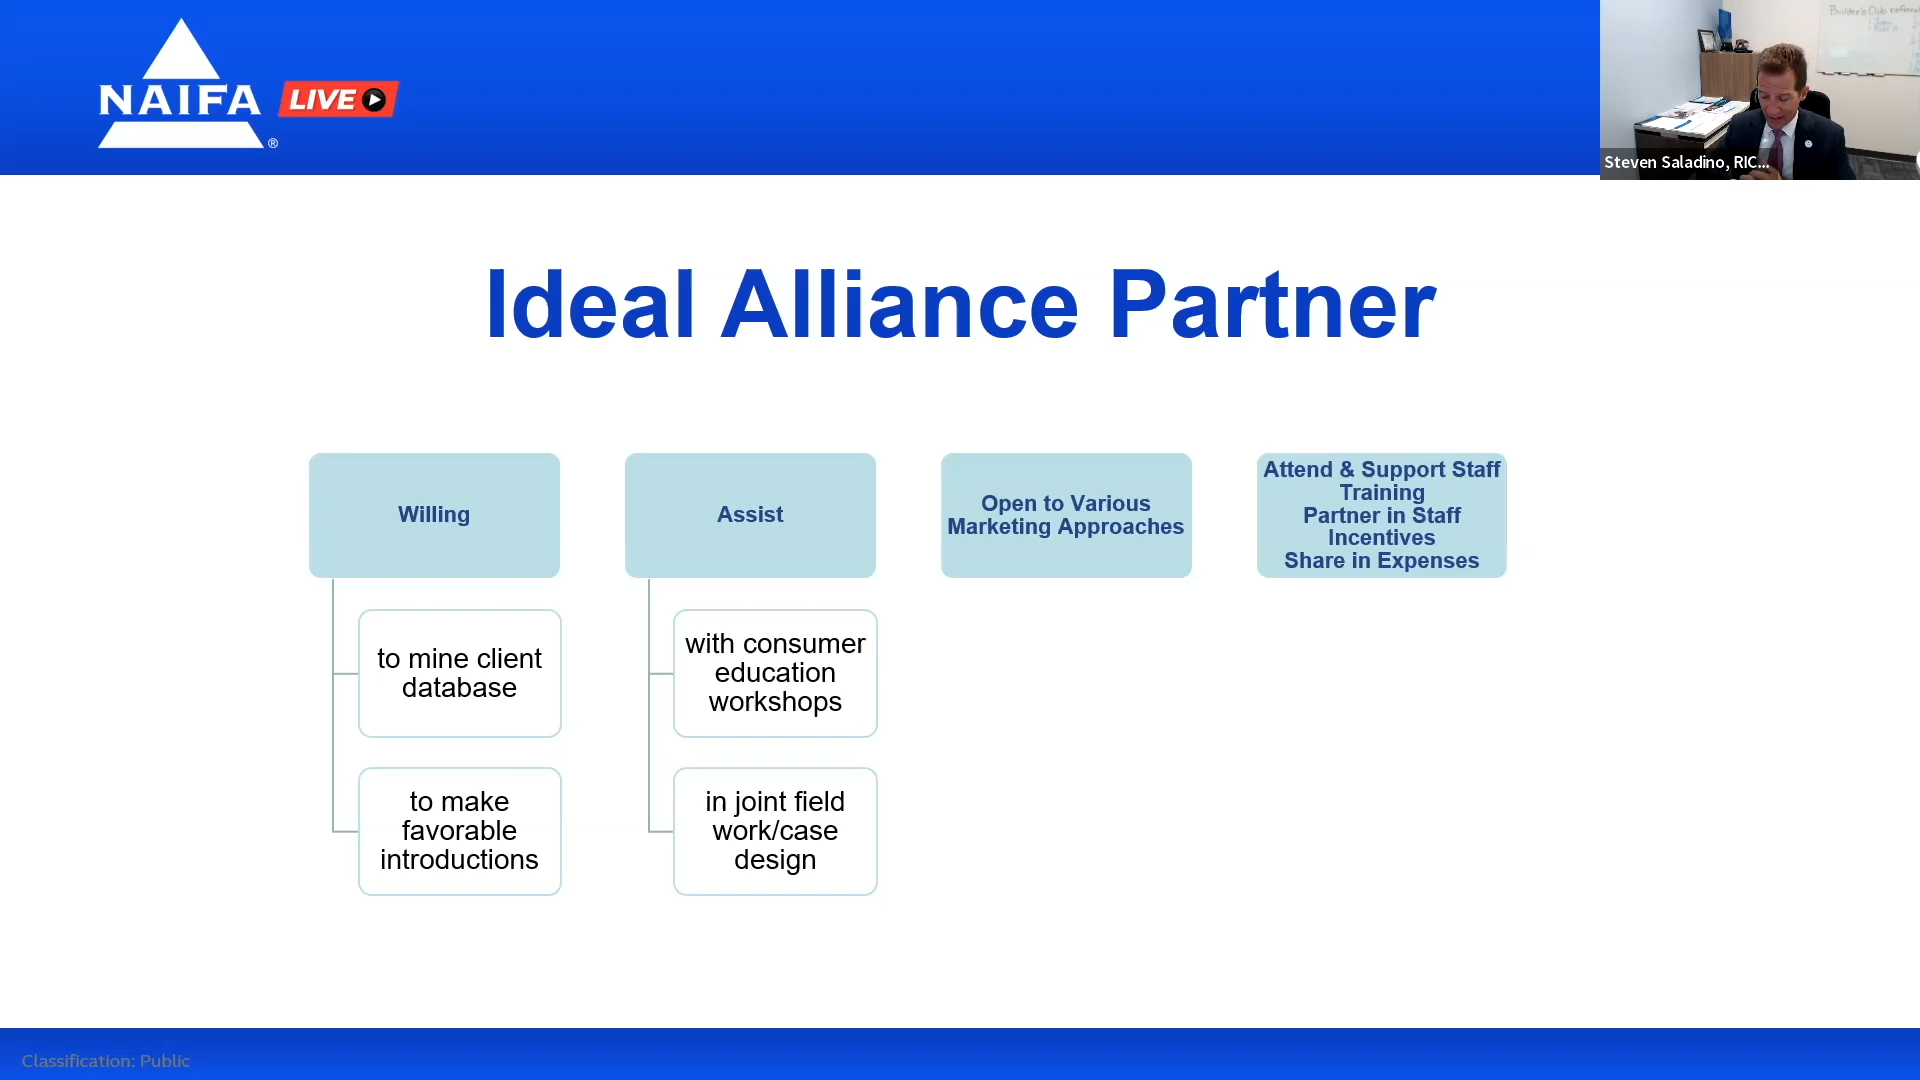 NAIFA
LIVE
®
Builder's Club
Steven Saladino, RIC...
Ideal Alliance Partner
Willing
to mine client
database
to make
favorable
introductions
Assist
with consumer
education
workshops
in joint field
work/case
design
Open to Various
Marketing Approaches
Attend & Support Staff
Training
Partner in Staff
Incentives
Share in Expenses
Classification: Public